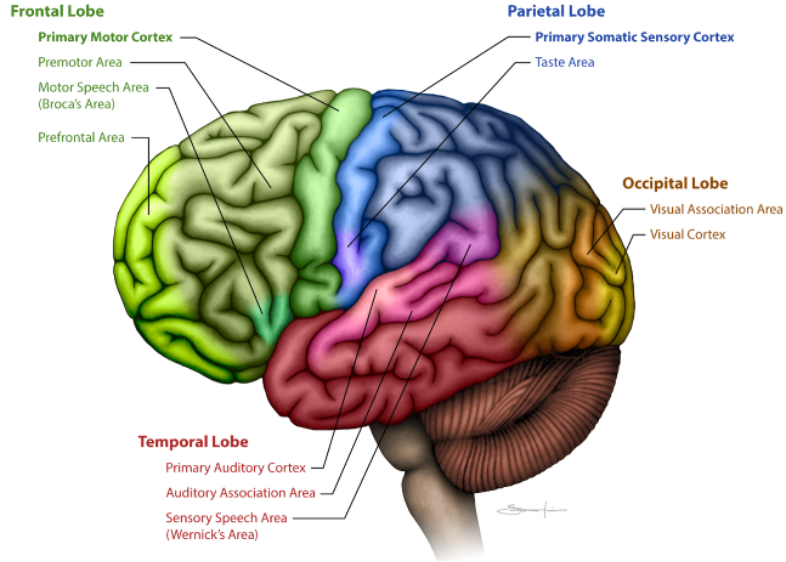 Frontal Lobe
Primary Motor Cortex
Premotor Area
Motor Speech Area
(Broca's Area)
Prefrontal Area
Parietal Lobe
Primary Somatic Sensory Cortex
Taste Area
Occipital Lobe
Visual Association Area
Visual Cortex
Temporal Lobe
Primary Auditory Cortex
Auditory Association Area
Sensory Speech Area
(Wernick's Area)